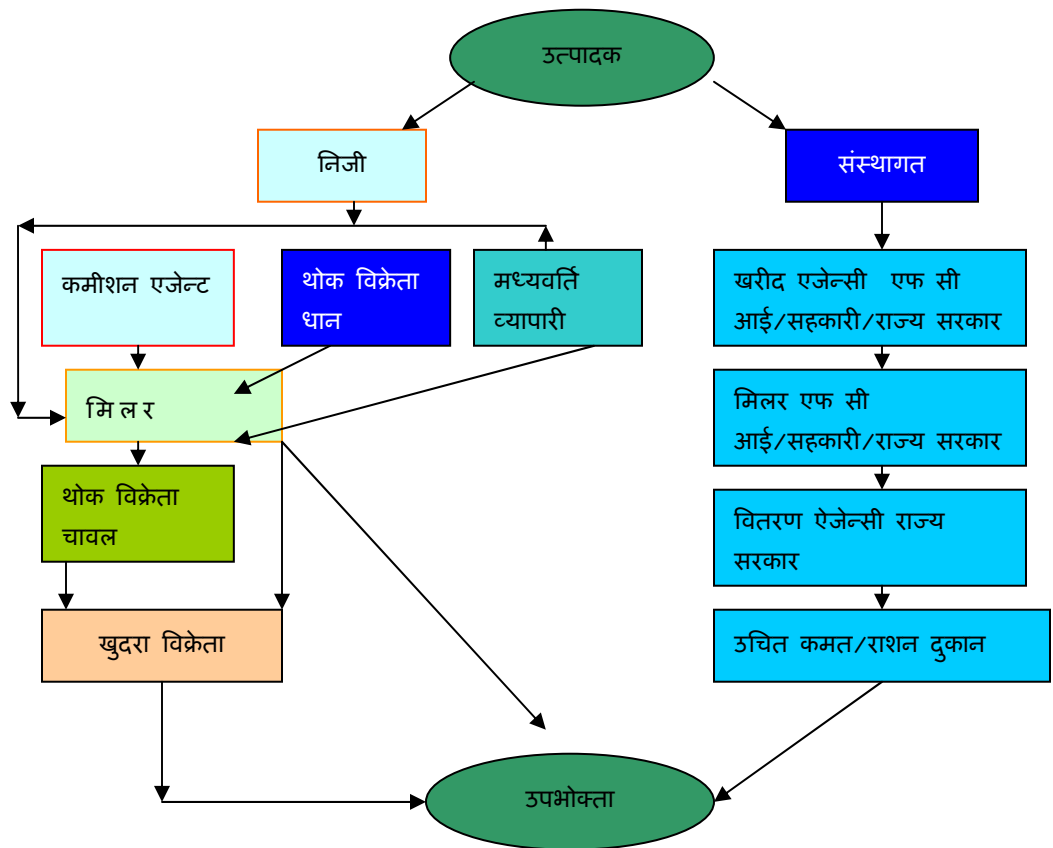 उत्पादक
निजी
संस्थागत
कमीशन एजेन्ट
थोक विक्रेता
धान
मध्यवर्ति
व्यापारी
खरीद एजेन्सी एफ सी
आई/सहकारी/राज्य सरकार
मिलर
मिलर एफ सी
आई/सहकारी/राज्य सरकार
थोक विक्रेता
चावल
वितरण ऐजेन्सी राज्य
सरकार
खुदरा विक्रेता
उचित कमत/राशन दुकान
उपभोक्ता